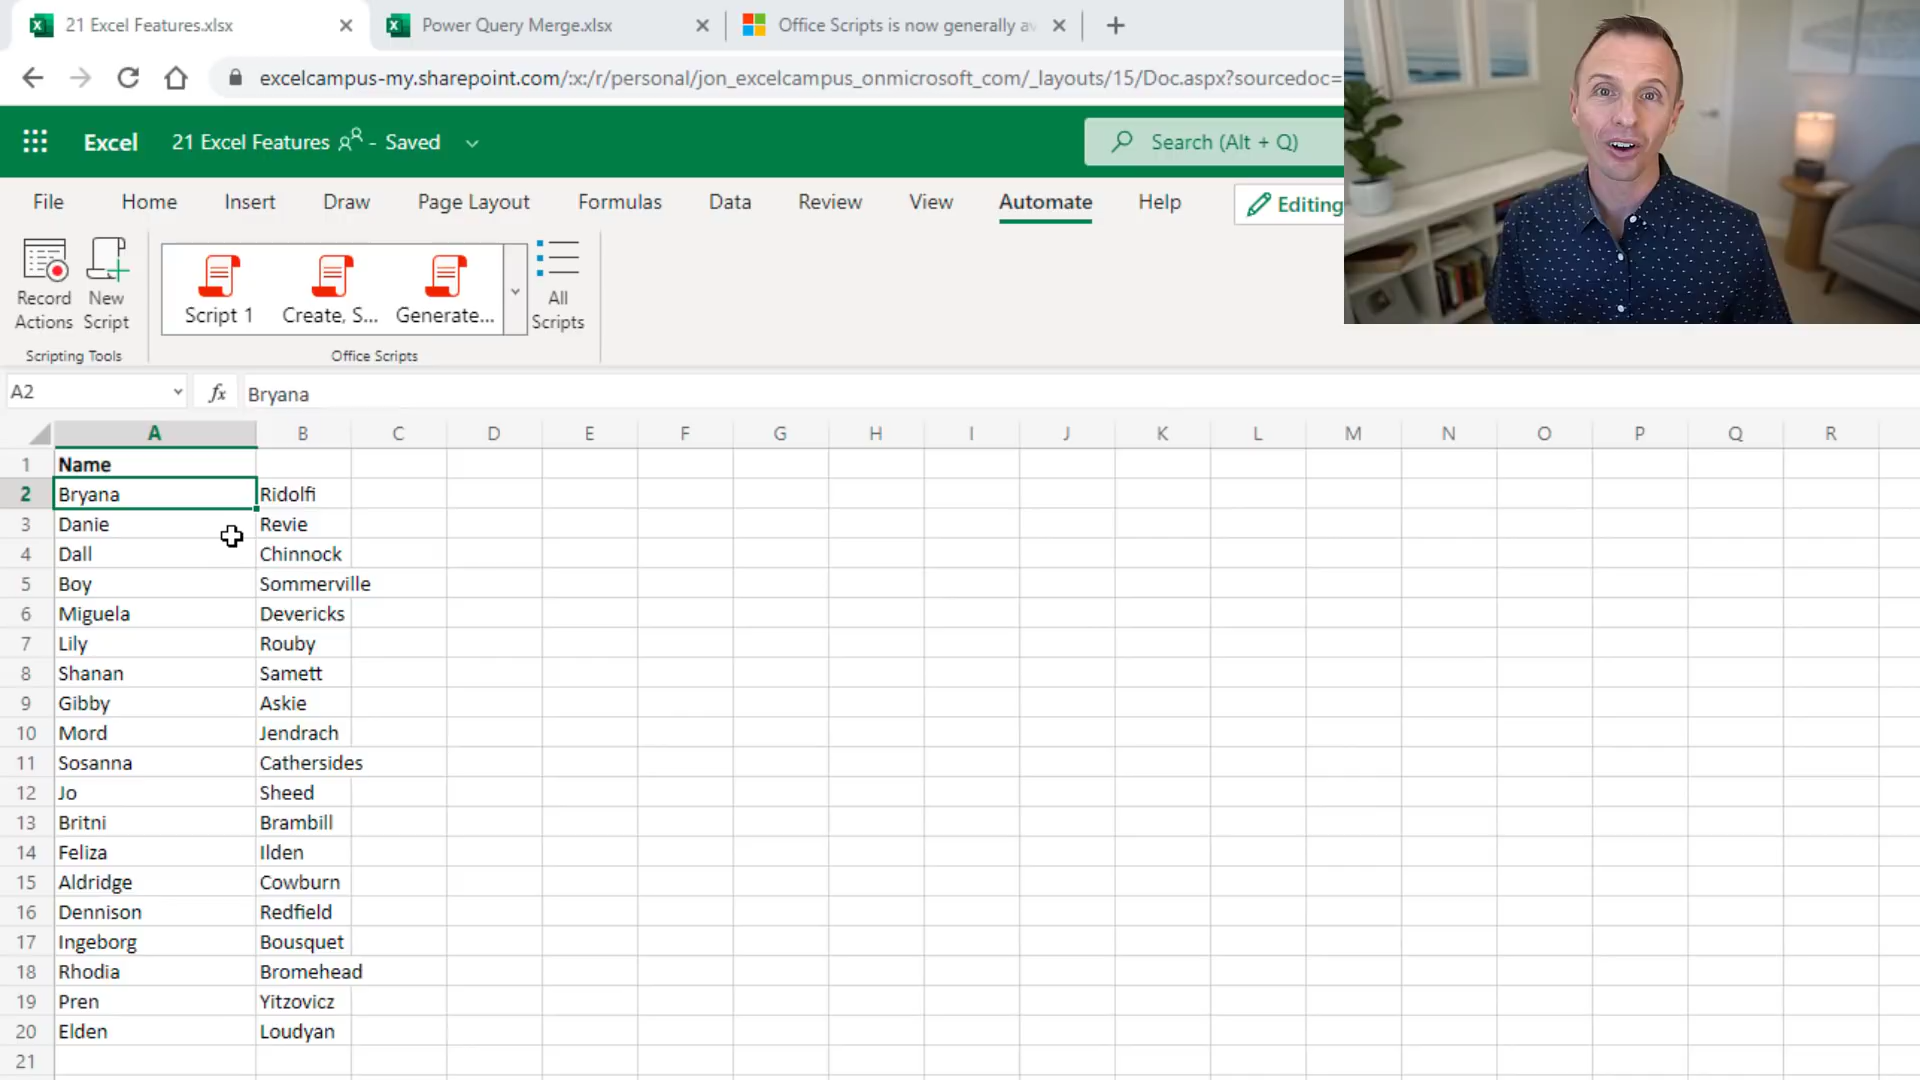 21 Excel Features.xlsx
Power Query Merge.xlsx
Office Scripts is now generally av
excelcampus-my.sharepoint.com/:x:/r/personal/jon_excelcampus_onmicrosoft_com/_layouts/15/Doc.aspx?sourcedoc=
Excel 21 Excel Features - Saved
Search (Alt + Q)
File Home Insert Draw Page Layout Formulas Data Review View Automate Help Editing
Record Actions
New Script
Script 1
Create, S...
Generate...
All Scripts
Scripting Tools
Office Scripts
A2 fx Bryana
A B C D E F G H I J K L M N O P Q R
1 Name
2 Bryana Ridolfi
3 Danie Revie
4 Dall Chinnock
5 Boy Sommerville
6 Miguela Devericks
7 Lily Rouby
8 Shanan Samett
9 Gibby Askie
10 Mord Jendrach
11 Sosanna Cathersides
12 Jo Sheed
13 Britni Brambill
14 Feliza Ilden
15 Aldridge Cowburn
16 Dennison Redfield
17 Ingeborg Bousquet
18 Rhodia Bromehead
19 Pren Yitzovicz
20 Elden Loudyan
21